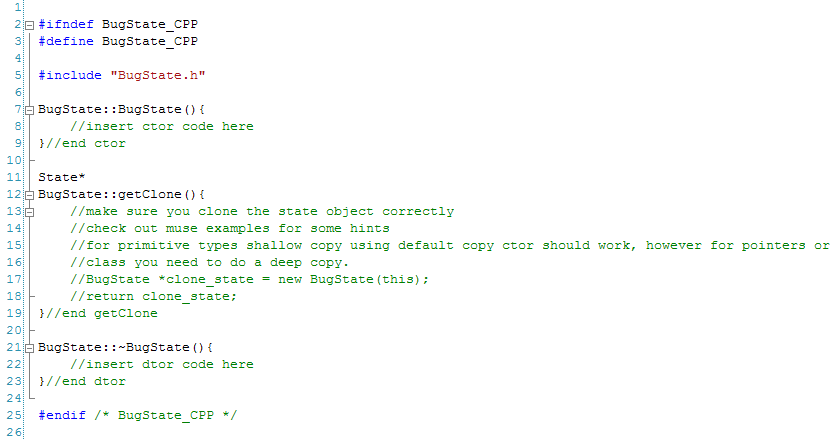 1
2 #ifndef BugState_CPP
3 #define BugState_CPP
4
5 #include "BugState.h"
6
7 BugState::BugState(){
8 //insert ctor code here
9 }//end ctor
10
11 State*
12 BugState::getClone(){
13 //make sure you clone the state object correctly
14 //check out muse examples for some hints
15 //for primitive types shallow copy using default copy ctor should work, however for pointers or
16 //class you need to do a deep copy.
17 //BugState *clone_state = new BugState(this);
18 //return clone_state;
19 }//end getClone
20
21 BugState::~BugState(){
22 //insert dtor code here
23 }//end dtor
24
25 #endif /* BugState_CPP */
26